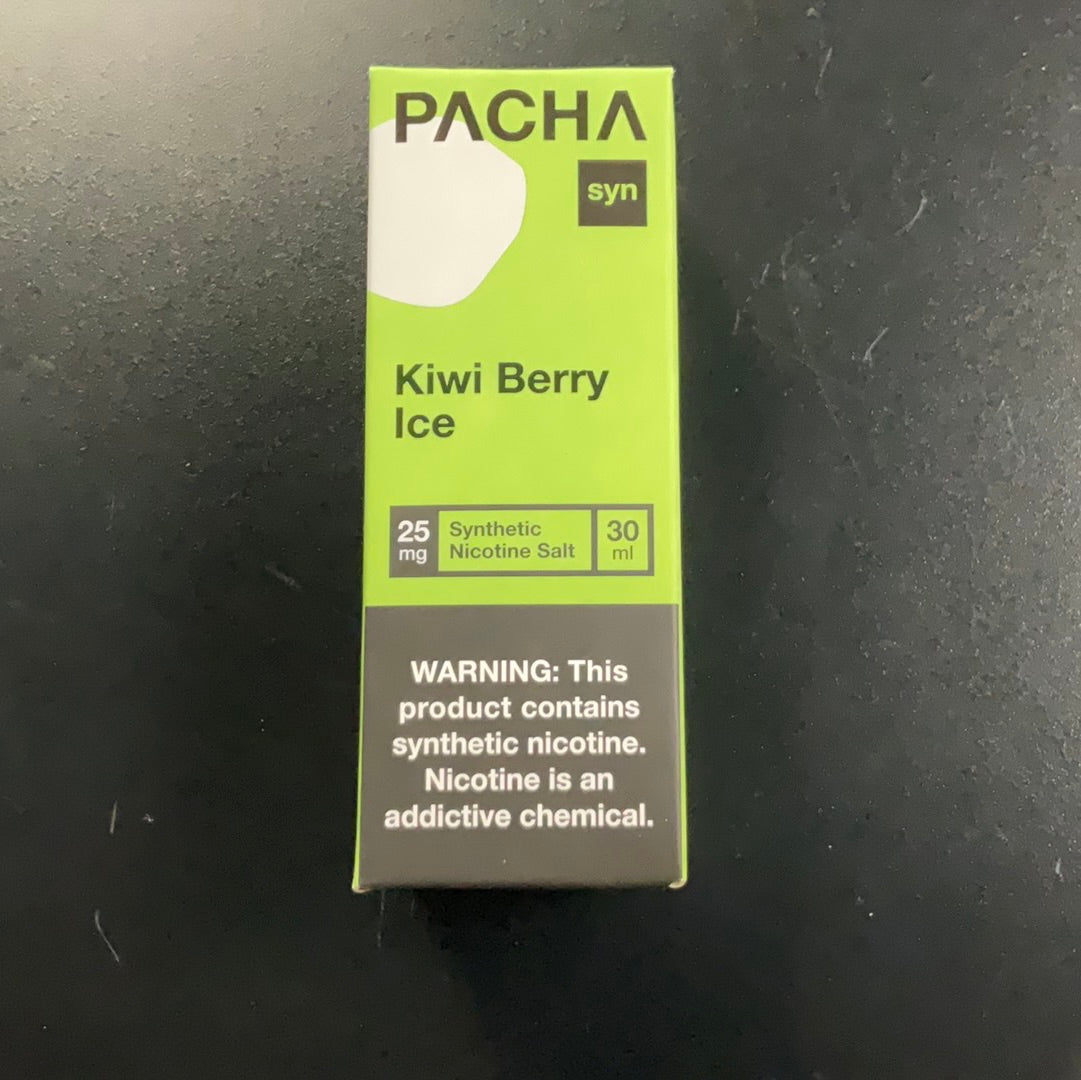 PACHA
syn
Kiwi Berry
Ice
25
mg
Synthetic
Nicotine Salt
30
ml
WARNING: This
product contains
synthetic nicotine.
Nicotine is an
addictive chemical.